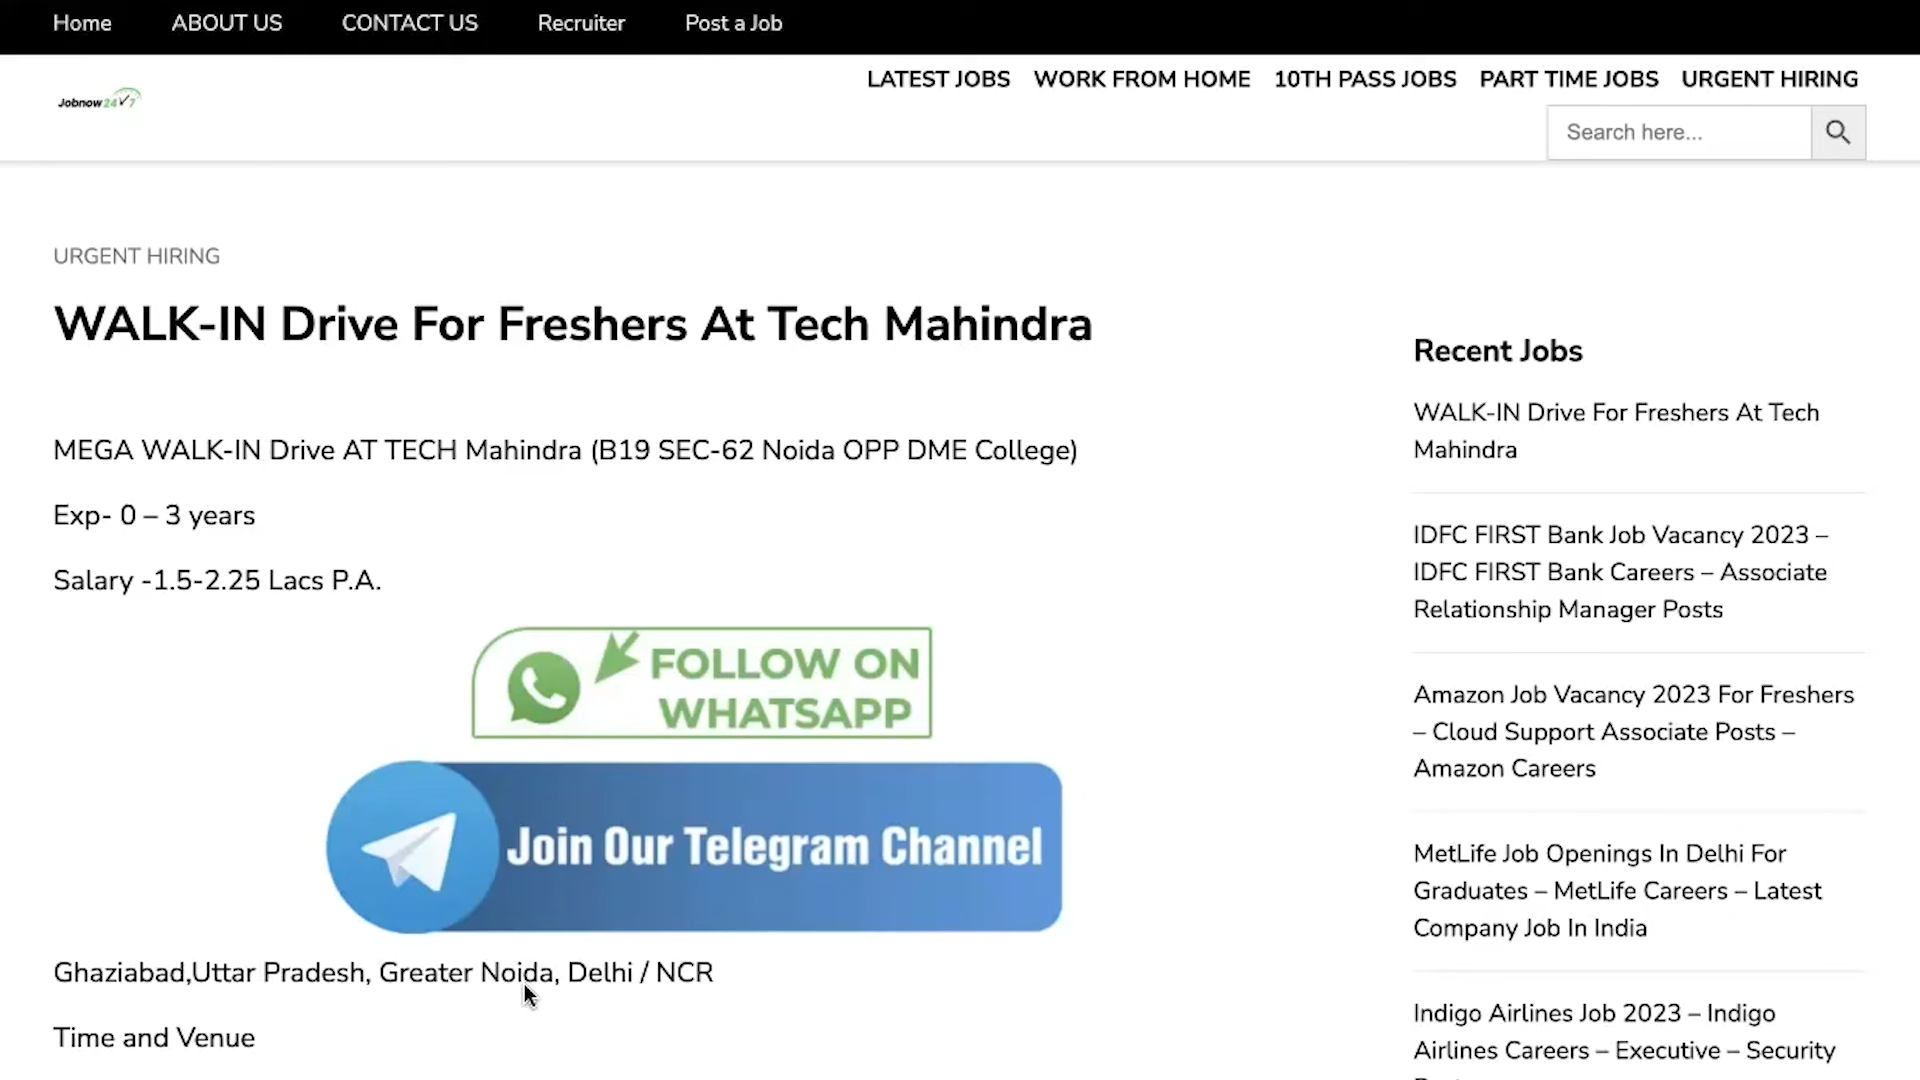 Home ABOUT US CONTACT US Recruiter Post a Job
Jobnow 24 7
LATEST JOBS WORK FROM HOME 10TH PASS JOBS PART TIME JOBS URGENT HIRING
Search here...
URGENT HIRING
WALK-IN Drive For Freshers At Tech Mahindra
MEGA WALK-IN Drive AT TECH Mahindra (B19 SEC-62 Noida OPP DME College)
Exp- 0 – 3 years
Salary -1.5-2.25 Lacs P.A.
FOLLOW ON
WHATSAPP
Join Our Telegram Channel
Ghaziabad,Uttar Pradesh, Greater Noida, Delhi / NCR
Time and Venue
Recent Jobs
WALK-IN Drive For Freshers At Tech
Mahindra
IDFC FIRST Bank Job Vacancy 2023 –
IDFC FIRST Bank Careers – Associate
Relationship Manager Posts
Amazon Job Vacancy 2023 For Freshers
– Cloud Support Associate Posts –
Amazon Careers
MetLife Job Openings In Delhi For
Graduates – MetLife Careers – Latest
Company Job In India
Indigo Airlines Job 2023 – Indigo
Airlines Careers – Executive – Security